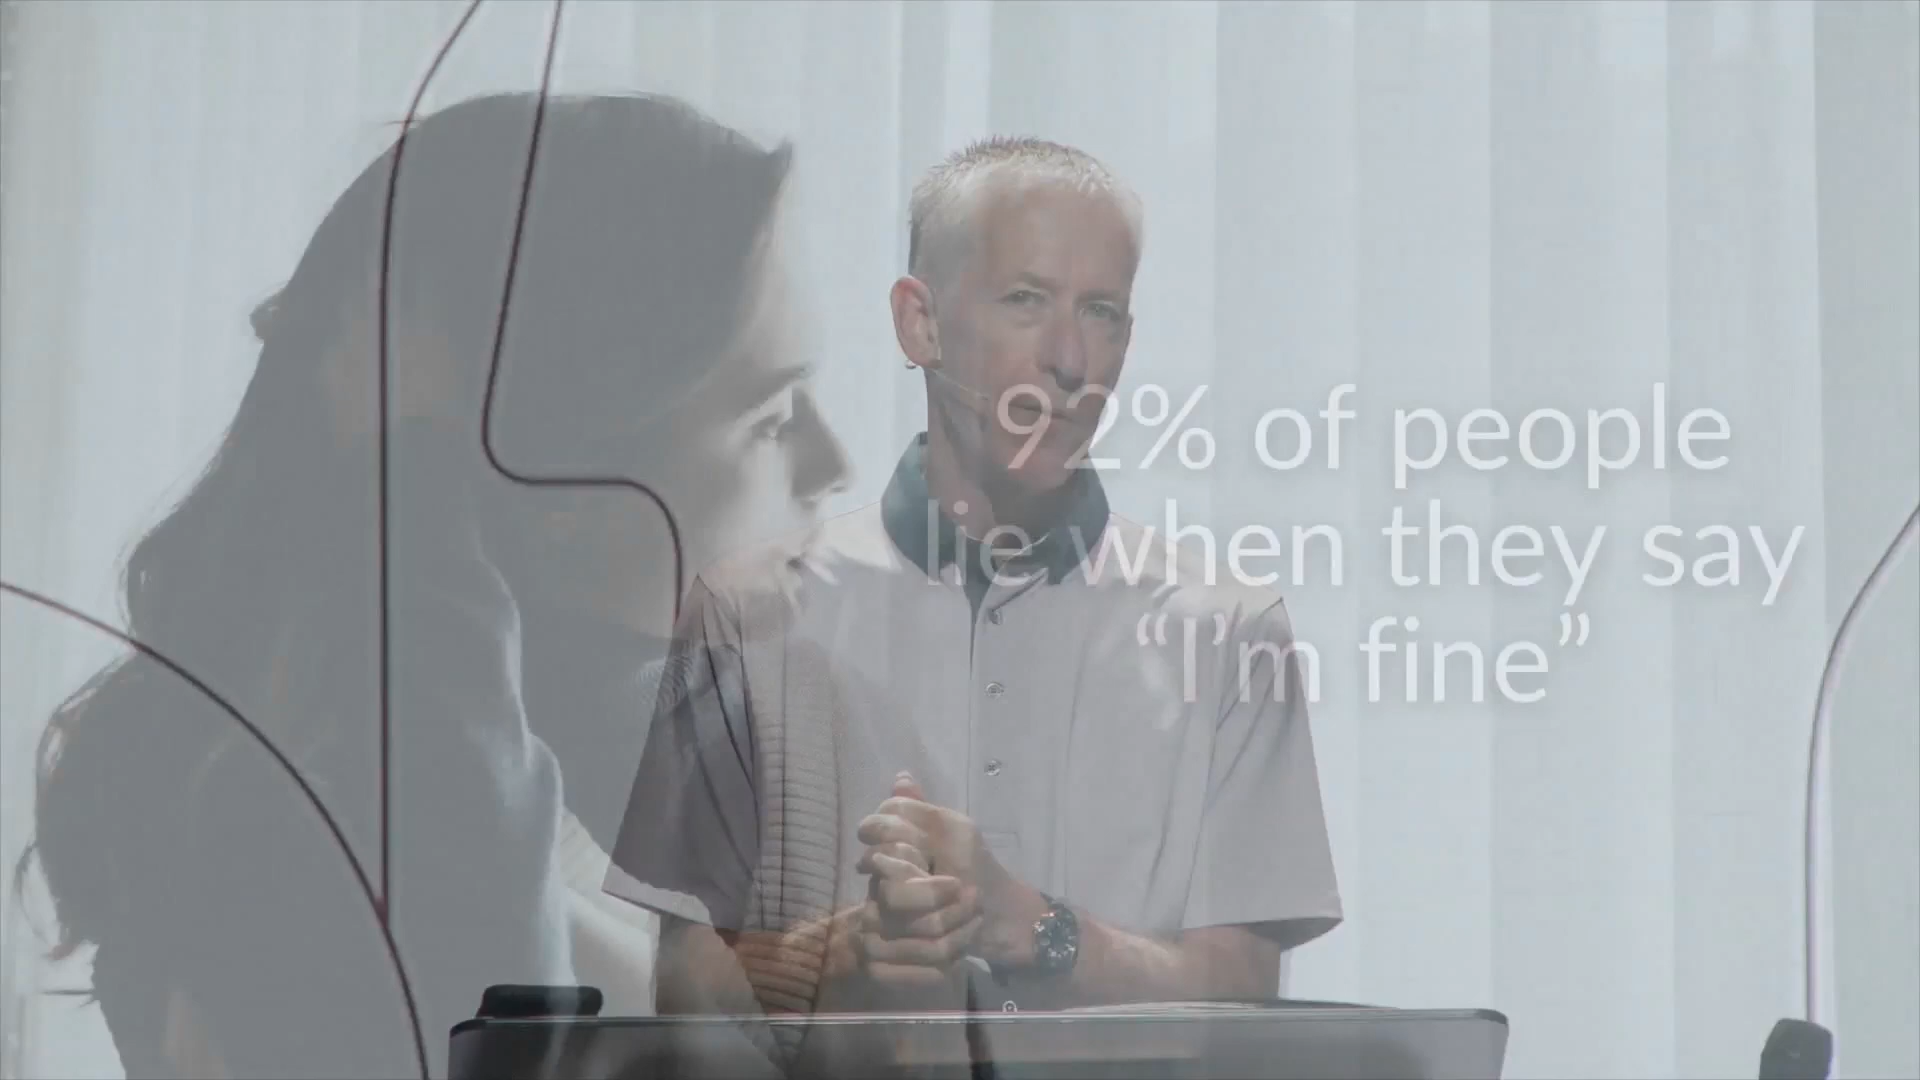 92% of people
lie when they say
“I’m fine”